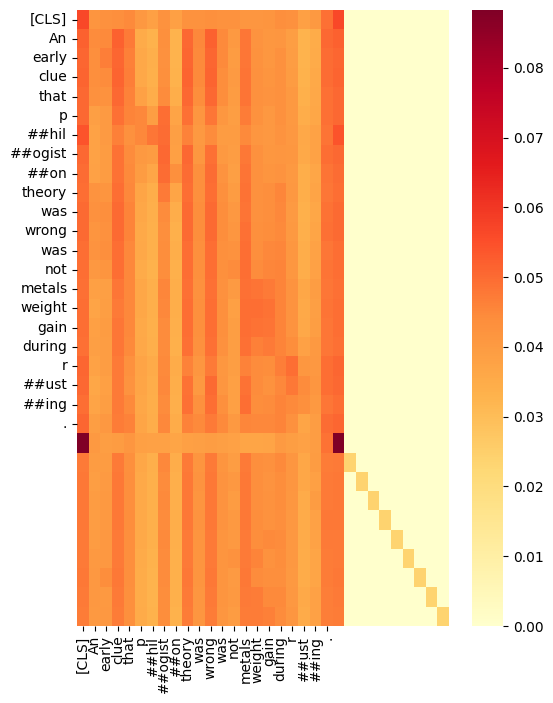 [CLS]
An
early
clue
that
p
##hil
##ogist
##on
theory
was
wrong
was
not
metals
weight
gain
during
r
##ust
##ing
.
[CLS]
An
early
clue
that
p
##hil
##ogist
##on
theory
was
wrong
was
not
metals
weight
gain
during
r
##ust
##ing
.
0.08
0.07
0.06
0.05
0.04
0.03
0.02
0.01
0.00